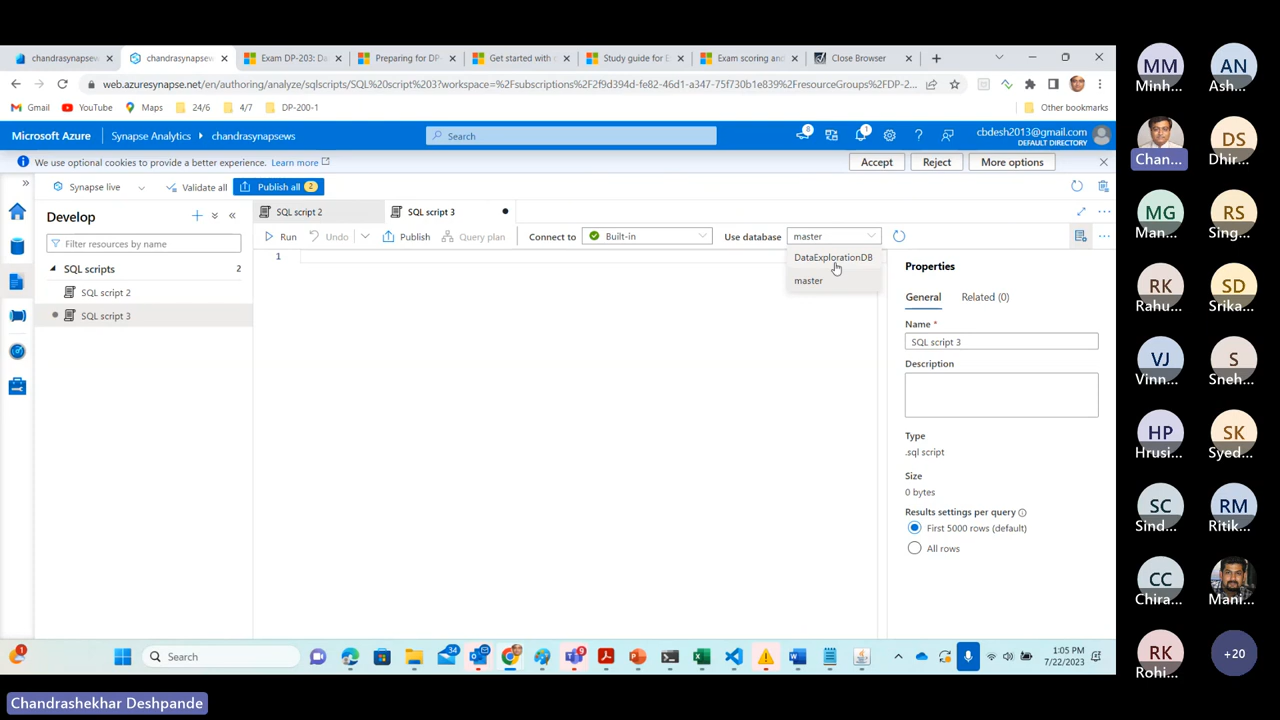 chandrasynapsew
chandrasynapsew
Exam DP-203: Da
Preparing for DP-
Get started with c
Study guide for E
Exam scoring and
Close Browser
web.azuresynapse.net/en/authoring/analyze/sqlscripts/SQL script 3?workspace=%2Fsubscriptions%2F2f9d394d-fe82-46d1-a347-75f30b1e839%2FresourceGroups%2FDP-2...
Gmail
YouTube
Maps
24/6
4/7
DP-200-1
Other bookmarks
Microsoft Azure
Synapse Analytics
chandrasynapsews
Search
8
1
cbdesh2013@gmail.com
DEFAULT DIRECTORY
We use optional cookies to provide a better experience. Learn more
Accept
Reject
More options
Synapse live
Validate all
Publish all 2
Develop
SQL script 2
SQL script 3
Filter resources by name
Run
Undo
Publish
Query plan
Connect to
Built-in
Use database
master
DataExplorationDB
master
SQL scripts
2
SQL script 2
SQL script 3
1
Properties
General
Related (0)
Name *
SQL script 3
Description
Type
.sql script
Size
0 bytes
Results settings per query
First 5000 rows (default)
All rows
1
Search
34
9
1:05 PM
7/22/2023
Chandrashekhar Deshpande
MM
Minh...
AN
Ash...
Chan...
DS
Dhir...
MG
Man...
RS
Sing...
RK
Rahu...
SD
Srika...
VJ
Vinn...
S
Sneh...
HP
Hrusi...
SK
Syed...
SC
Sind...
RM
Ritik...
CC
Chira...
Mani...
RK
Rohi...
+20